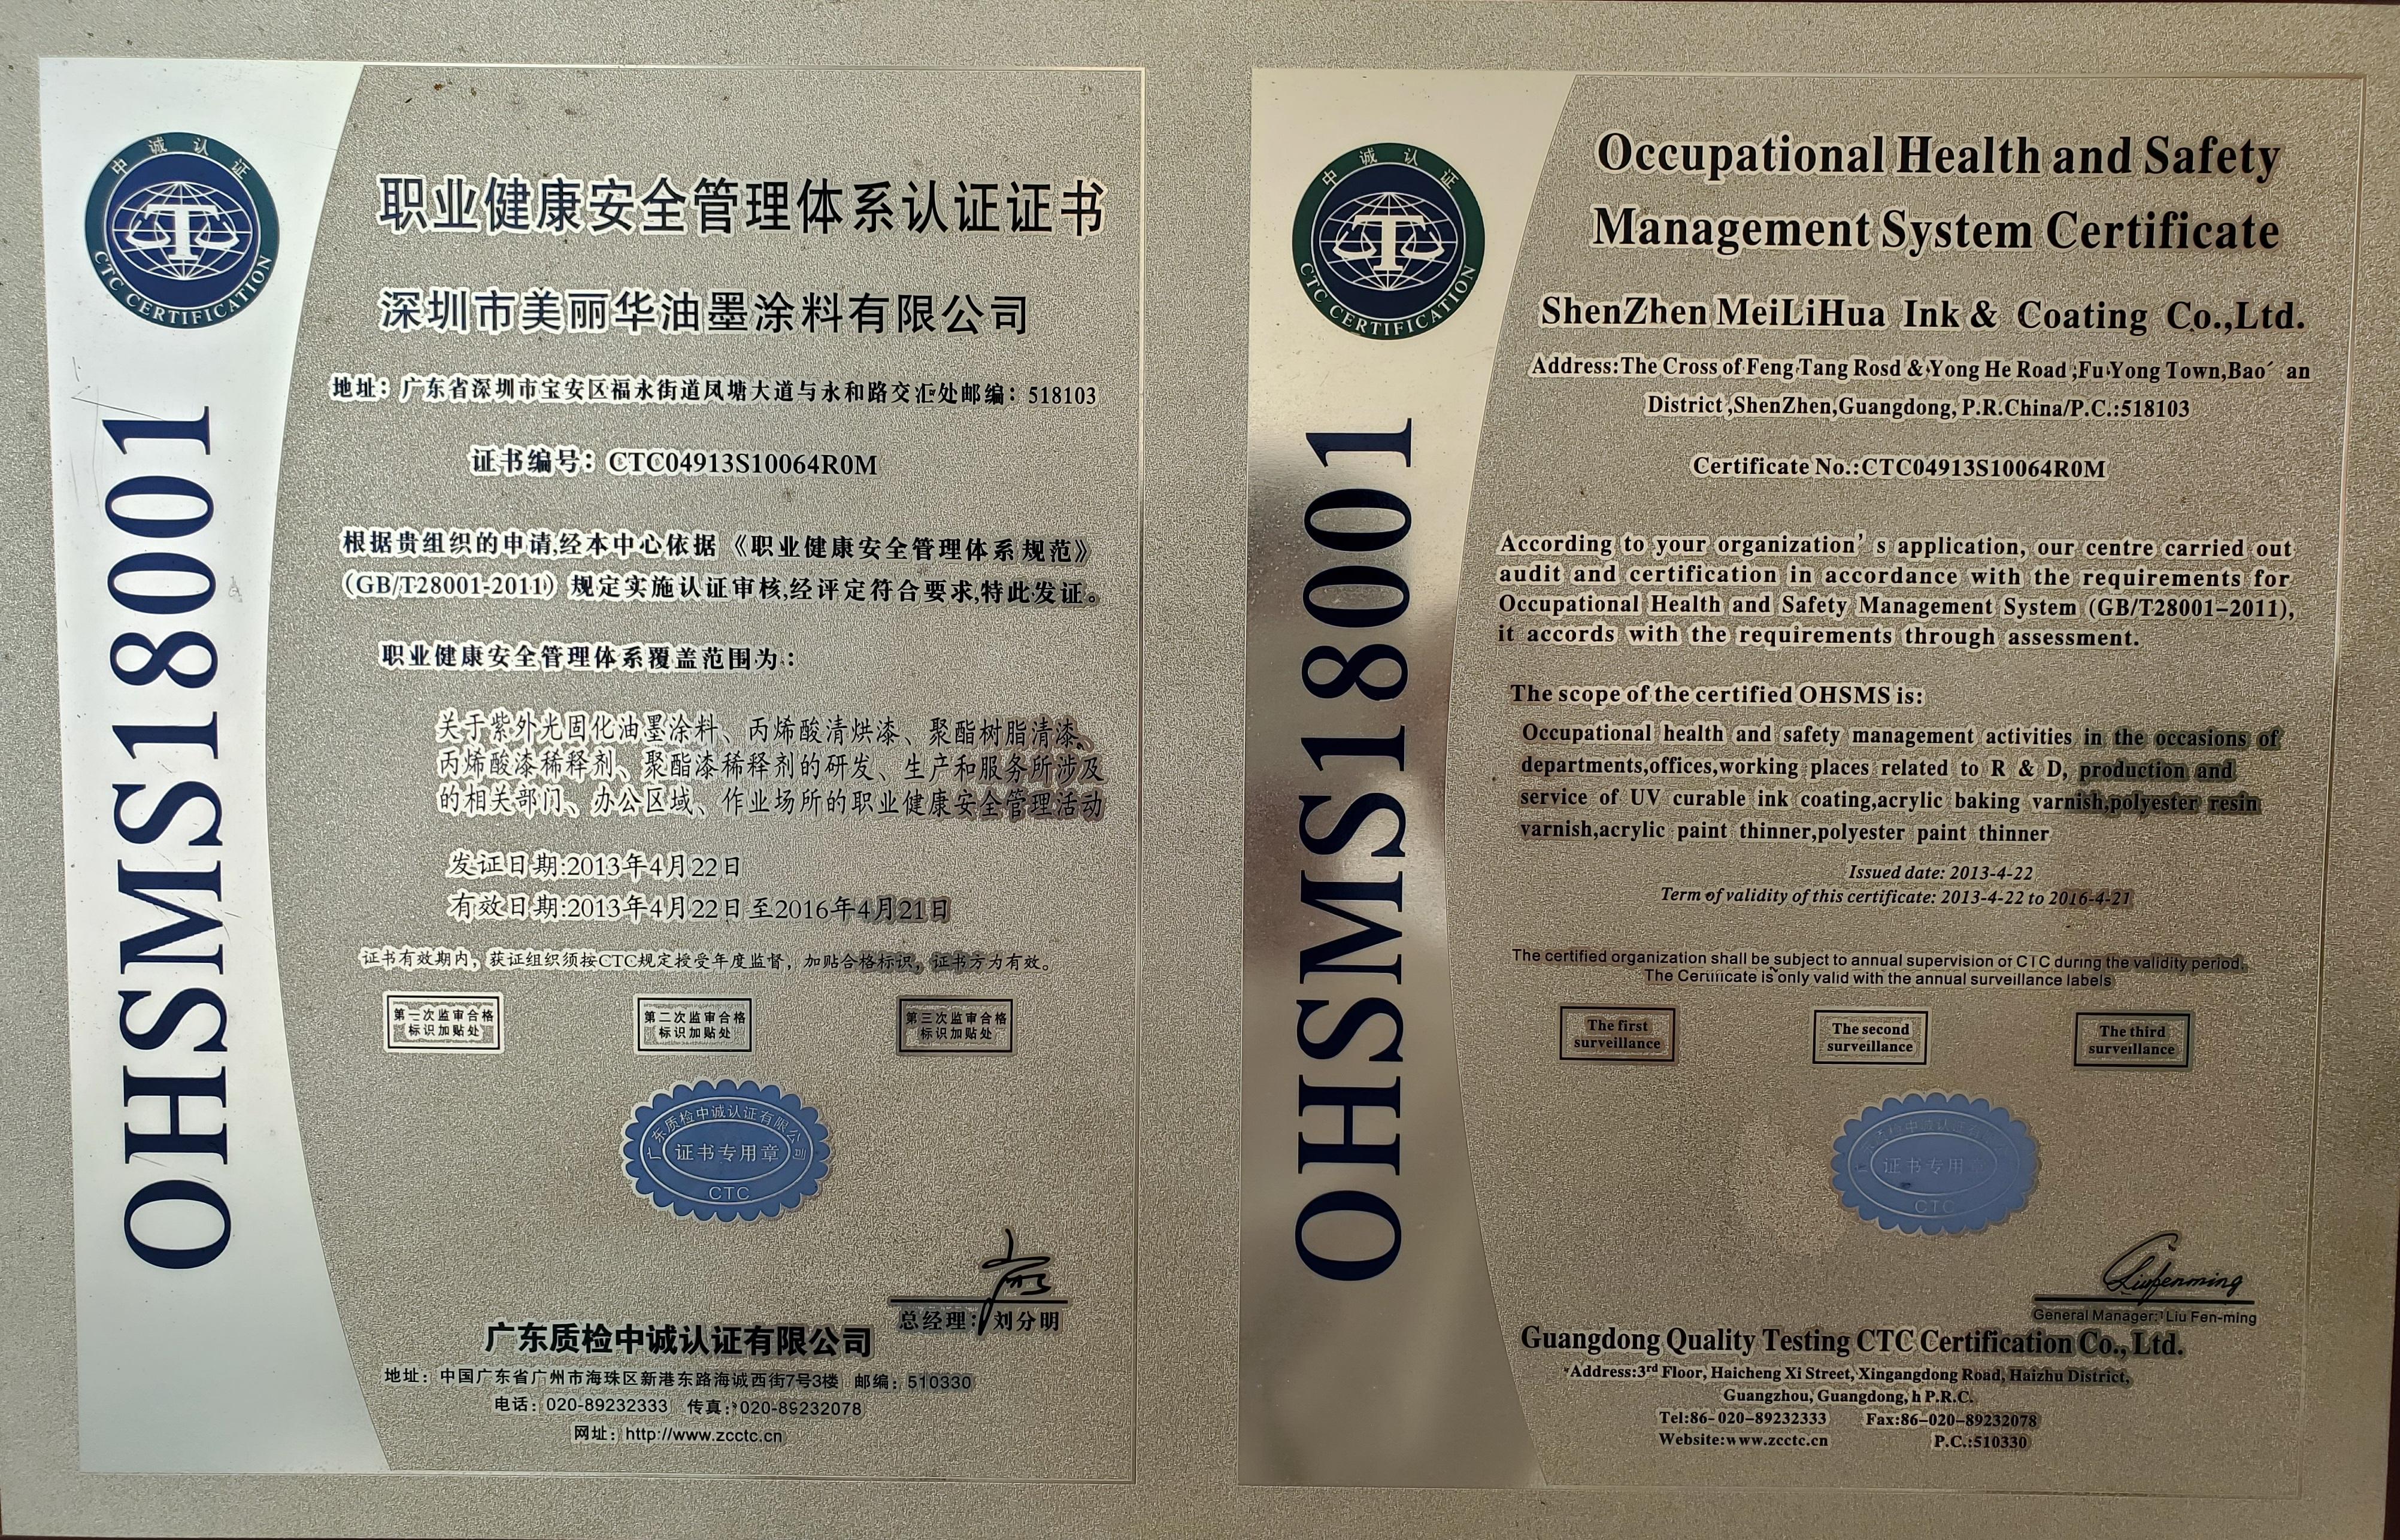 中诚认证
CTC CERTIFICATION
OHSMS18001
职业健康安全管理体系认证证书
深圳市美丽华油墨涂料有限公司
地址：广东省深圳市宝安区福永街道凤塘大道与永和路交汇处邮编：518103
证书编号：CTC04913S10064R0M
根据贵组织的申请,经本中心依据《职业健康安全管理体系规范》
（GB/T28001-2011）规定实施认证审核,经评定符合要求,特此发证。
职业健康安全管理体系覆盖范围为：
关于紫外光固化油墨涂料、丙烯酸清烘漆、聚酯树脂清漆、
丙烯酸漆稀释剂、聚酯漆稀释剂的研发、生产和服务所涉及
的相关部门、办公区域、作业场所的职业健康安全管理活动
发证日期:2013年4月22日
有效日期:2013年4月22日至2016年4月21日
证书有效期内，获证组织须按CTC规定授受年度监督，加贴合格标识，证书方为有效。
第一次监审合格
标识加贴处
第二次监审合格
标识加贴处
第三次监审合格
标识加贴处
广东质检中诚认证有限公司
证书专用章
CTC
总经理：刘分明
广东质检中诚认证有限公司
地址：中国广东省广州市海珠区新港东路海诚西街7号3楼 邮编：510330
电话：020-89232333 传真：020-89232078
网址：http://www.zcctc.cn
中诚认证
CTC CERTIFICATION
OHSMS18001
Occupational Health and Safety
Management System Certificate
ShenZhen MeiLiHua Ink & Coating Co.,Ltd.
Address:The Cross of Feng Tang Rosd & Yong He Road ,Fu Yong Town,Bao´ an
District ,ShenZhen,Guangdong, P.R.China/P.C.:518103
Certificate No.:CTC04913S10064R0M
According to your organization’ s application, our centre carried out
audit and certification in accordance with the requirements for
Occupational Health and Safety Management System (GB/T28001–2011),
it accords with the requirements through assessment.
The scope of the certified OHSMS is:
Occupational health and safety management activities in the occasions of
departments,offices,working places related to R & D, production and
service of UV curable ink coating,acrylic baking varnish,polyester resin
varnish,acrylic paint thinner,polyester paint thinner
Issued date: 2013-4-22
Term of validity of this certificate: 2013-4-22 to 2016-4-21
The certified organization shall be subject to annual supervision of CTC during the validity period.
The Certificate is only valid with the annual surveillance labels
The first
surveillance
The second
surveillance
The third
surveillance
证书专用
CTC
Liufenming
General Manager: Liu Fen-ming
Guangdong Quality Testing CTC Certification Co., Ltd.
Address:3rd Floor, Haicheng Xi Street, Xingangdong Road, Haizhu District,
Guangzhou, Guangdong, h P.R.C.
Tel:86-020-89232333 Fax:86-020-89232078
Website:www.zcctc.cn P.C.:510330